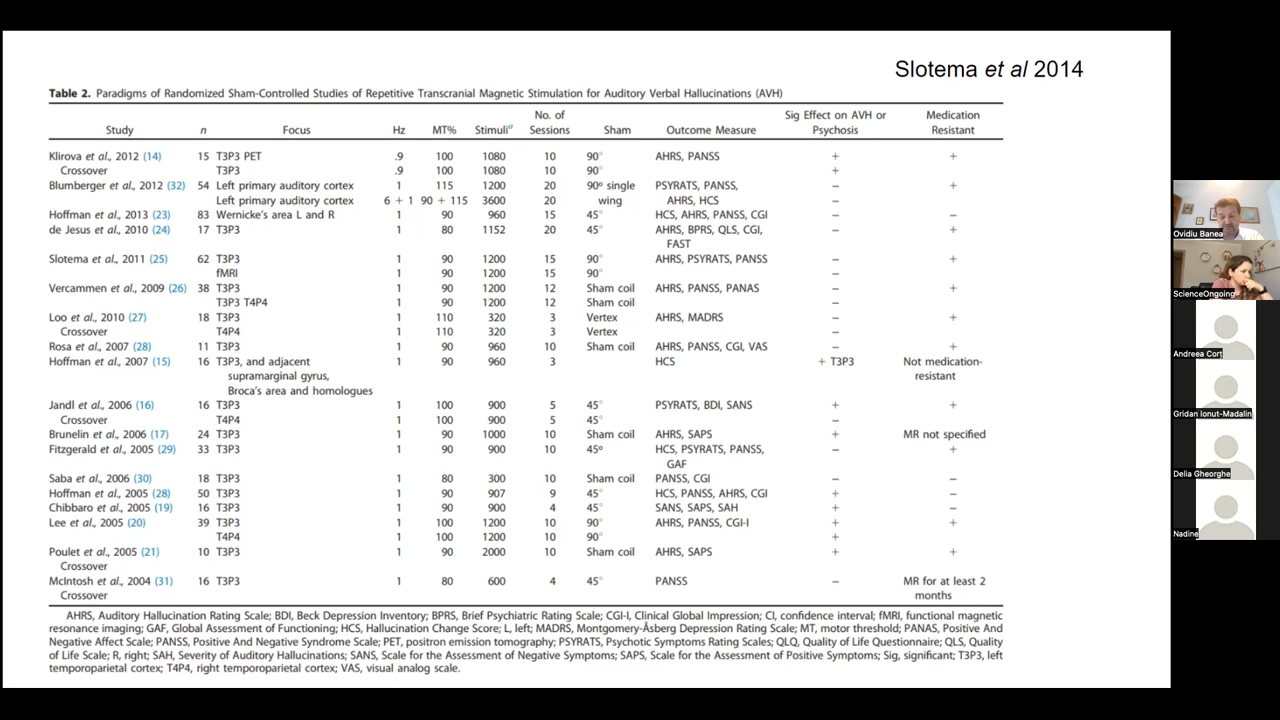 Slotema et al 2014
Table 2. Paradigms of Randomized Sham-Controlled Studies of Repetitive Transcranial Magnetic Stimulation for Auditory Verbal Hallucinations (AVH)
No. of Sig Effect on AVH or Medication
Study n Focus Hz MT% Stimuliᵃ Sessions Sham Outcome Measure Psychosis Resistant
Klirova et al., 2012 (14) 15 T3P3 PET .9 100 1080 10 90° AHRS, PANSS + +
Crossover T3P3 .9 100 1080 10 90° +
Blumberger et al., 2012 (32) 54 Left primary auditory cortex 1 115 1200 20 90º single PSYRATS, PANSS, − +
Left primary auditory cortex 6 + 1 90 + 115 3600 20 wing AHRS, HCS −
Hoffman et al., 2013 (23) 83 Wernicke's area L and R 1 90 960 15 45° HCS, AHRS, PANSS, CGI − −
de Jesus et al., 2010 (24) 17 T3P3 1 80 1152 20 45° AHRS, BPRS, QLS, CGI, − +
FAST
Slotema et al., 2011 (25) 62 T3P3 1 90 1200 15 90° AHRS, PSYRATS, PANSS − +
fMRI 1 90 1200 15 90° −
Vercammen et al., 2009 (26) 38 T3P3 1 90 1200 12 Sham coil AHRS, PANSS, PANAS − +
T3P3 T4P4 1 90 1200 12 Sham coil −
Loo et al., 2010 (27) 18 T3P3 1 110 320 3 Vertex AHRS, MADRS − +
Crossover T4P4 1 110 320 3 Vertex −
Rosa et al., 2007 (28) 11 T3P3 1 90 960 10 Sham coil AHRS, PANSS, CGI, VAS − +
Hoffman et al., 2007 (15) 16 T3P3, and adjacent 1 90 960 3 HCS + T3P3 Not medication-
supramarginal gyrus, resistant
Broca's area and homologues
Jandl et al., 2006 (16) 16 T3P3 1 100 900 5 45° PSYRATS, BDI, SANS + +
Crossover T4P4 1 100 900 5 45° −
Brunelin et al., 2006 (17) 24 T3P3 1 90 1000 10 Sham coil AHRS, SAPS + MR not specified
Fitzgerald et al., 2005 (29) 33 T3P3 1 90 900 10 45º HCS, PSYRATS, PANSS, − +
GAF
Saba et al., 2006 (30) 18 T3P3 1 80 300 10 Sham coil PANSS, CGI − −
Hoffman et al., 2005 (28) 50 T3P3 1 90 907 9 45° HCS, PANSS, AHRS, CGI + −
Chibbaro et al., 2005 (19) 16 T3P3 1 90 900 4 45° SANS, SAPS, SAH + −
Lee et al., 2005 (20) 39 T3P3 1 100 1200 10 90° AHRS, PANSS, CGI-I + +
T4P4 1 100 1200 10 90° +
Poulet et al., 2005 (21) 10 T3P3 1 90 2000 10 Sham coil AHRS, SAPS + +
Crossover
McIntosh et al., 2004 (31) 16 T3P3 1 80 600 4 45° PANSS − MR for at least 2
Crossover months
AHRS, Auditory Hallucination Rating Scale; BDI, Beck Depression Inventory; BPRS, Brief Psychiatric Rating Scale; CGI-I, Clinical Global Impression; CI, confidence interval; fMRI, functional magnetic
resonance imaging; GAF, Global Assessment of Functioning; HCS, Hallucination Change Score; L, left; MADRS, Montgomery-Åsberg Depression Rating Scale; MT, motor threshold; PANAS, Positive And
Negative Affect Scale; PANSS, Positive And Negative Syndrome Scale; PET, positron emission tomography; PSYRATS, Psychotic Symptoms Rating Scales; QLQ, Quality of Life Questionnaire; QLS, Quality
of Life Scale; R, right; SAH, Severity of Auditory Hallucinations; SANS, Scale for the Assessment of Negative Symptoms; SAPS, Scale for the Assessment of Positive Symptoms; Sig, significant; T3P3, left
temporoparietal cortex; T4P4, right temporoparietal cortex; VAS, visual analog scale.
Ovidiu Banea
ScienceOngoing
Andreea Corț
Gridan Ionut-Madalin
Delia Gheorghe
Nadine